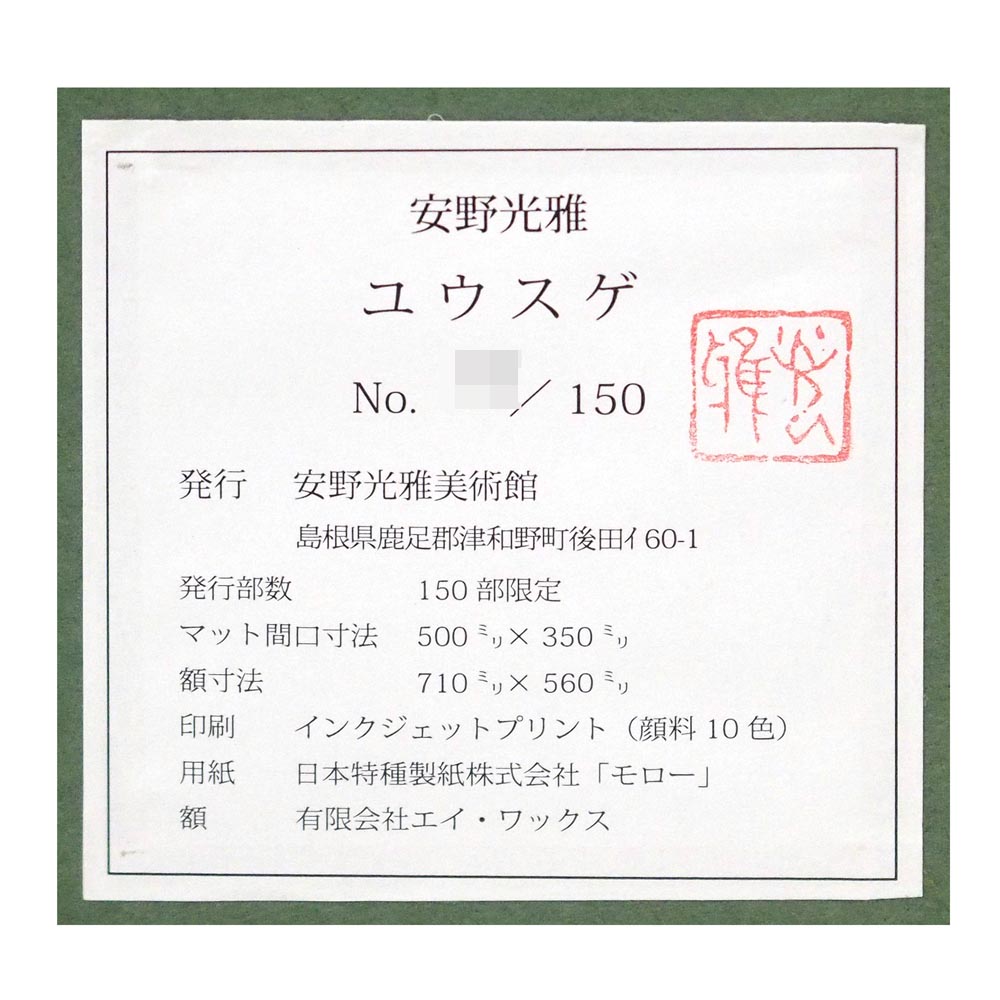 安野光雅
ユウスゲ
No. ／150
発行 安野光雅美術館
島根県鹿足郡津和野町後田イ60-1
発行部数 150部限定
マット間口寸法 500㍉×350㍉
額寸法 710㍉×560㍉
印刷 インクジェットプリント（顔料10色）
用紙 日本特種製紙株式会社「モロー」
額 有限会社エイ・ワックス